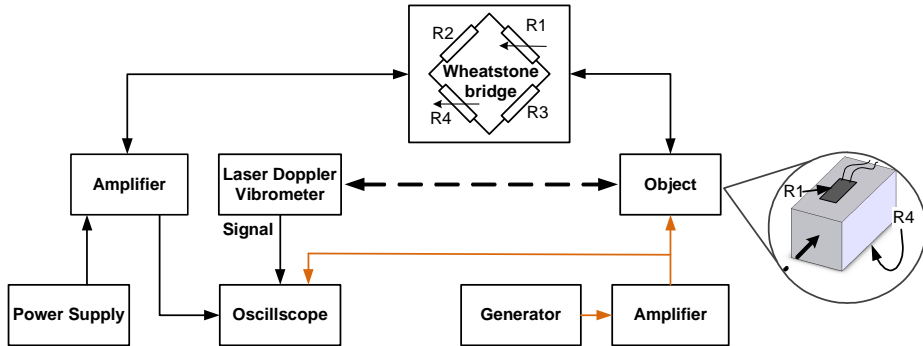 R2
R1
Wheatstone
bridge
R4
R3
Amplifier
Laser Doppler
Vibrometer
Object
R1
R4
Signal
Power Supply
Oscillscope
Generator
Amplifier